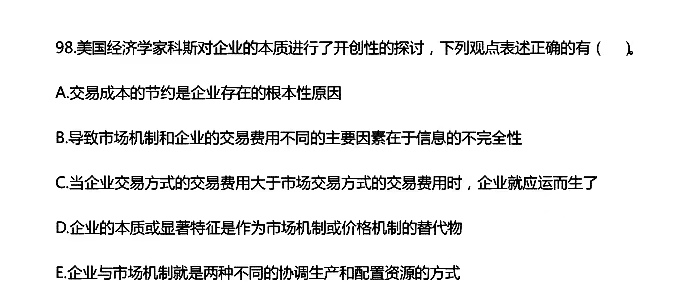 98.美国经济学家科斯对企业的本质进行了开创性的探讨，下列观点表述正确的有（ ）。
A.交易成本的节约是企业存在的根本性原因
B.导致市场机制和企业的交易费用不同的主要因素在于信息的不完全性
C.当企业交易方式的交易费用大于市场交易方式的交易费用时，企业就应运而生了
D.企业的本质或显著特征是作为市场机制或价格机制的替代物
E.企业与市场机制就是两种不同的协调生产和配置资源的方式